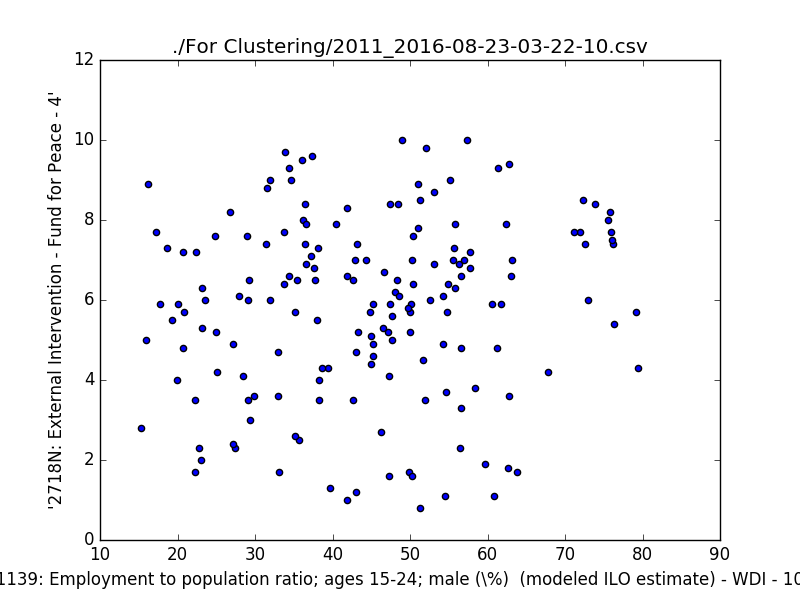 ./For Clustering/2011_2016-08-23-03-22-10.csv
12
10
8
6
4
2
0
'2718N: External Intervention - Fund for Peace - 4'
10 20 30 40 50 60 70 80 90
1139: Employment to population ratio; ages 15-24; male (\%) (modeled ILO estimate) - WDI - 10